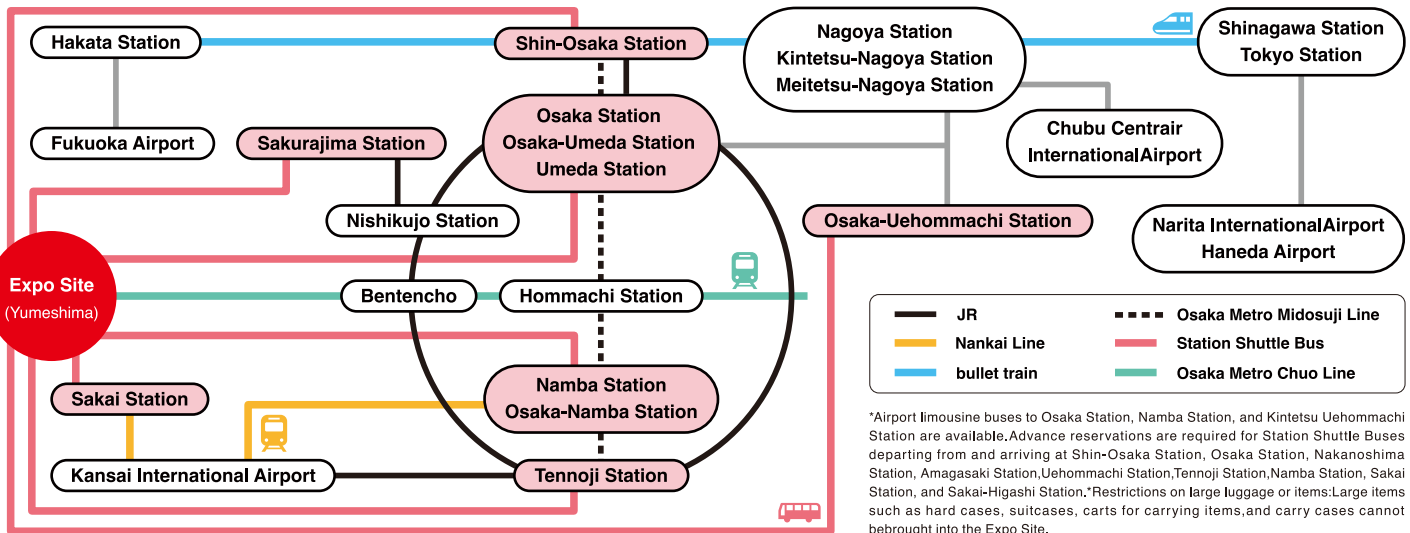 Hakata Station
Shin-Osaka Station
Nagoya Station
Kintetsu-Nagoya Station
Meitetsu-Nagoya Station
Shinagawa Station
Tokyo Station
Fukuoka Airport
Sakurajima Station
Osaka Station
Osaka-Umeda Station
Umeda Station
Chubu Centrair
InternationalAirport
Nishikujo Station
Osaka-Uehommachi Station
Narita InternationalAirport
Haneda Airport
Expo Site
(Yumeshima)
Bentencho
Hommachi Station
JR
Osaka Metro Midosuji Line
Nankai Line
Station Shuttle Bus
bullet train
Osaka Metro Chuo Line
Sakai Station
Namba Station
Osaka-Namba Station
Kansai International Airport
Tennoji Station
*Airport limousine buses to Osaka Station, Namba Station, and Kintetsu Uehommachi
Station are available.Advance reservations are required for Station Shuttle Buses
departing from and arriving at Shin-Osaka Station, Osaka Station, Nakanoshima
Station, Amagasaki Station,Uehommachi Station,Tennoji Station,Namba Station, Sakai
Station, and Sakai-Higashi Station.*Restrictions on large luggage or items:Large items
such as hard cases, suitcases, carts for carrying items,and carry cases cannot
bebrought into the Expo Site.